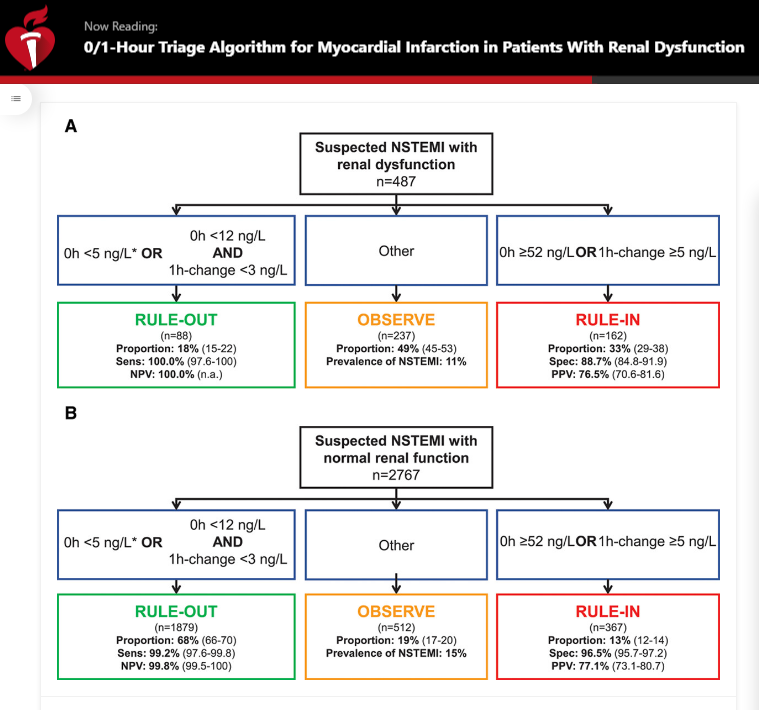 Now Reading:
0/1-Hour Triage Algorithm for Myocardial Infarction in Patients With Renal Dysfunction
A
Suspected NSTEMI with
renal dysfunction
n=487
0h <5 ng/L* OR
0h <12 ng/L
AND
1h-change <3 ng/L
Other
0h ≥52 ng/L OR 1h-change ≥5 ng/L
RULE-OUT
(n=88)
Proportion: 18% (15-22)
Sens: 100.0% (97.6-100)
NPV: 100.0% (n.a.)
OBSERVE
(n=237)
Proportion: 49% (45-53)
Prevalence of NSTEMI: 11%
RULE-IN
(n=162)
Proportion: 33% (29-38)
Spec: 88.7% (84.8-91.9)
PPV: 76.5% (70.6-81.6)
B
Suspected NSTEMI with
normal renal function
n=2767
0h <5 ng/L* OR
0h <12 ng/L
AND
1h-change <3 ng/L
Other
0h ≥52 ng/L OR 1h-change ≥5 ng/L
RULE-OUT
(n=1879)
Proportion: 68% (66-70)
Sens: 99.2% (97.6-99.8)
NPV: 99.8% (99.5-100)
OBSERVE
(n=512)
Proportion: 19% (17-20)
Prevalence of NSTEMI: 15%
RULE-IN
(n=367)
Proportion: 13% (12-14)
Spec: 96.5% (95.7-97.2)
PPV: 77.1% (73.1-80.7)